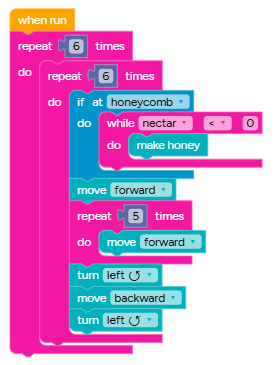 when run
repeat 6 times
do repeat 6 times
do if at honeycomb
do while nectar < 0
do make honey
move forward
repeat 5 times
do move forward
turn left ↺
move backward
turn left ↺